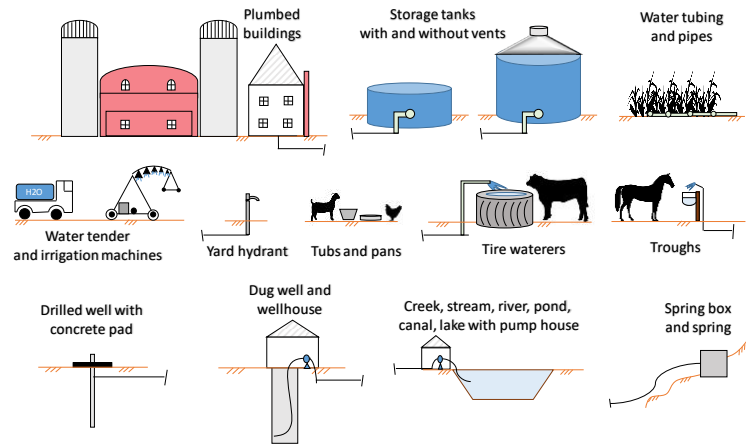 Plumbed
buildings
Storage tanks
with and without vents
Water tubing
and pipes
H2O
Water tender
and irrigation machines
Yard hydrant
Tubs and pans
Tire waterers
Troughs
Drilled well with
concrete pad
Dug well and
wellhouse
Creek, stream, river, pond,
canal, lake with pump house
Spring box
and spring